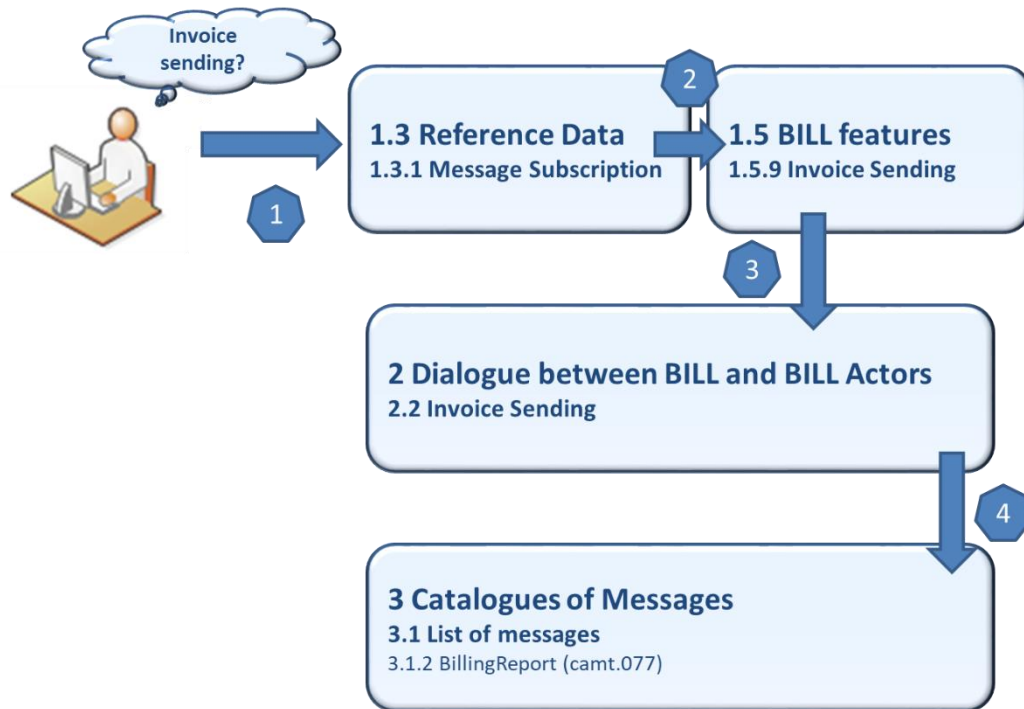 Invoice
sending?
1
1.3 Reference Data
1.3.1 Message Subscription
2
1.5 BILL features
1.5.9 Invoice Sending
3
2 Dialogue between BILL and BILL Actors
2.2 Invoice Sending
4
3 Catalogues of Messages
3.1 List of messages
3.1.2 BillingReport (camt.077)